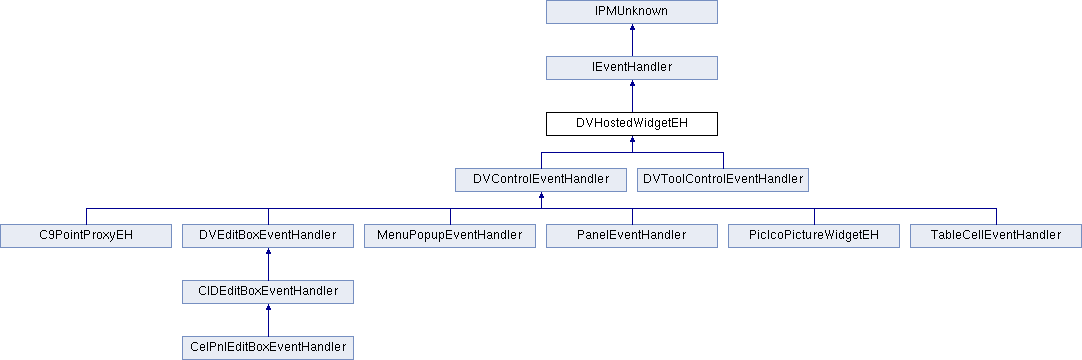 IPMUnknown
IEventHandler
DVHostedWidgetEH
DVControlEventHandler
DVToolControlEventHandler
C9PointProxyEH
DVEditBoxEventHandler
MenuPopupEventHandler
PanelEventHandler
PicIcoPictureWidgetEH
TableCellEventHandler
CIDEditBoxEventHandler
CelPnlEditBoxEventHandler